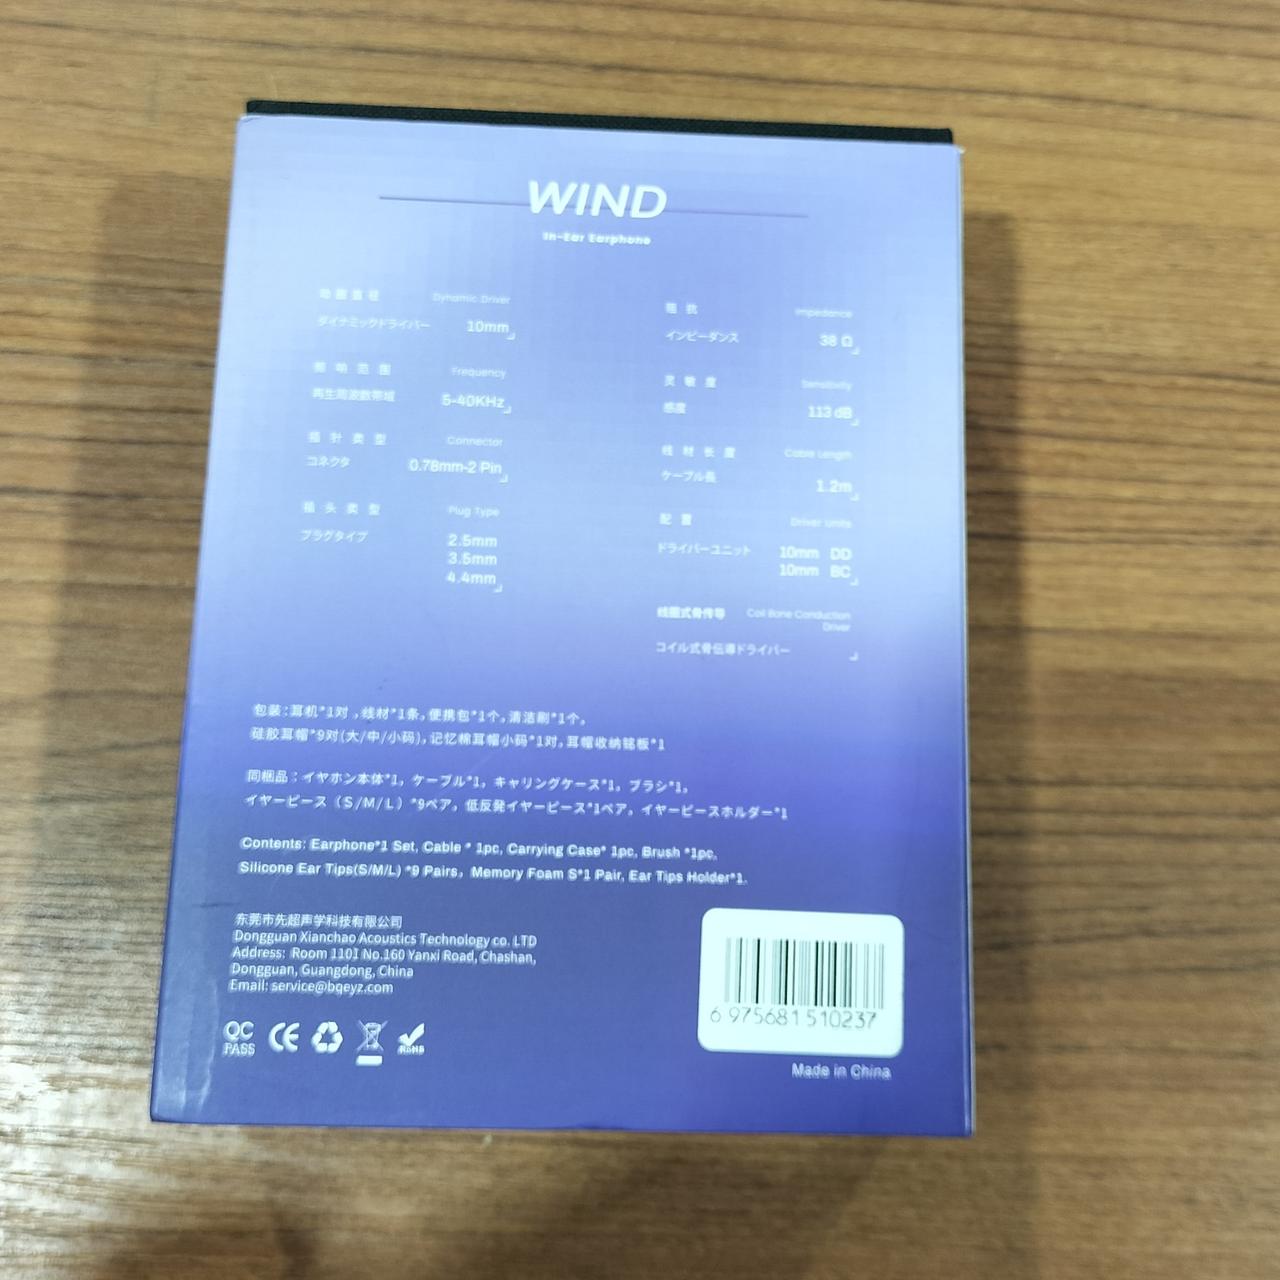 WIND
In-Ear Earphone
动圈直径 Dynamic Driver
ダイナミックドライバー 10mm
频响范围 Frequency
再生周波数帯域 5-40KHz
插针类型 Connector
コネクタ 0.78mm-2 Pin
插头类型 Plug Type
プラグタイプ 2.5mm
3.5mm
4.4mm
阻抗 Impedance
インピーダンス 38 Ω
灵敏度 Sensitivity
感度 113 dB
线材长度 Cable Length
ケーブル長 1.2m
配置 Driver units
ドライバーユニット 10mm DD
10mm BC
线圈式骨传导 Coil Bone Conduction
Driver
コイル式骨伝導ドライバー
包装:耳机*1对,线材*1条,便携包*1个,清洁刷*1个,
硅胶耳帽*9对(大/中/小码),记忆棉耳帽小码*1对,耳帽收纳铭板*1
同梱品：イヤホン本体*1，ケーブル*1，キャリングケース*1，ブラシ*1，
イヤーピース（S/M/L）*9ペア，低反発イヤーピース*1ペア，イヤーピースホルダー*1
Contents: Earphone*1 Set, Cable * 1pc, Carrying Case* 1pc, Brush *1pc,
Silicone Ear Tips(S/M/L) *9 Pairs，Memory Foam S*1 Pair, Ear Tips Holder*1.
东莞市先超声学科技有限公司
Dongguan Xianchao Acoustics Technology co. LTD
Address: Room 1101 No.160 Yanxi Road, Chashan,
Dongguan, Guangdong, China
Email: service@bqeyz.com
QC
PASS
CE
RoHS
6 975681 510237
Made in China